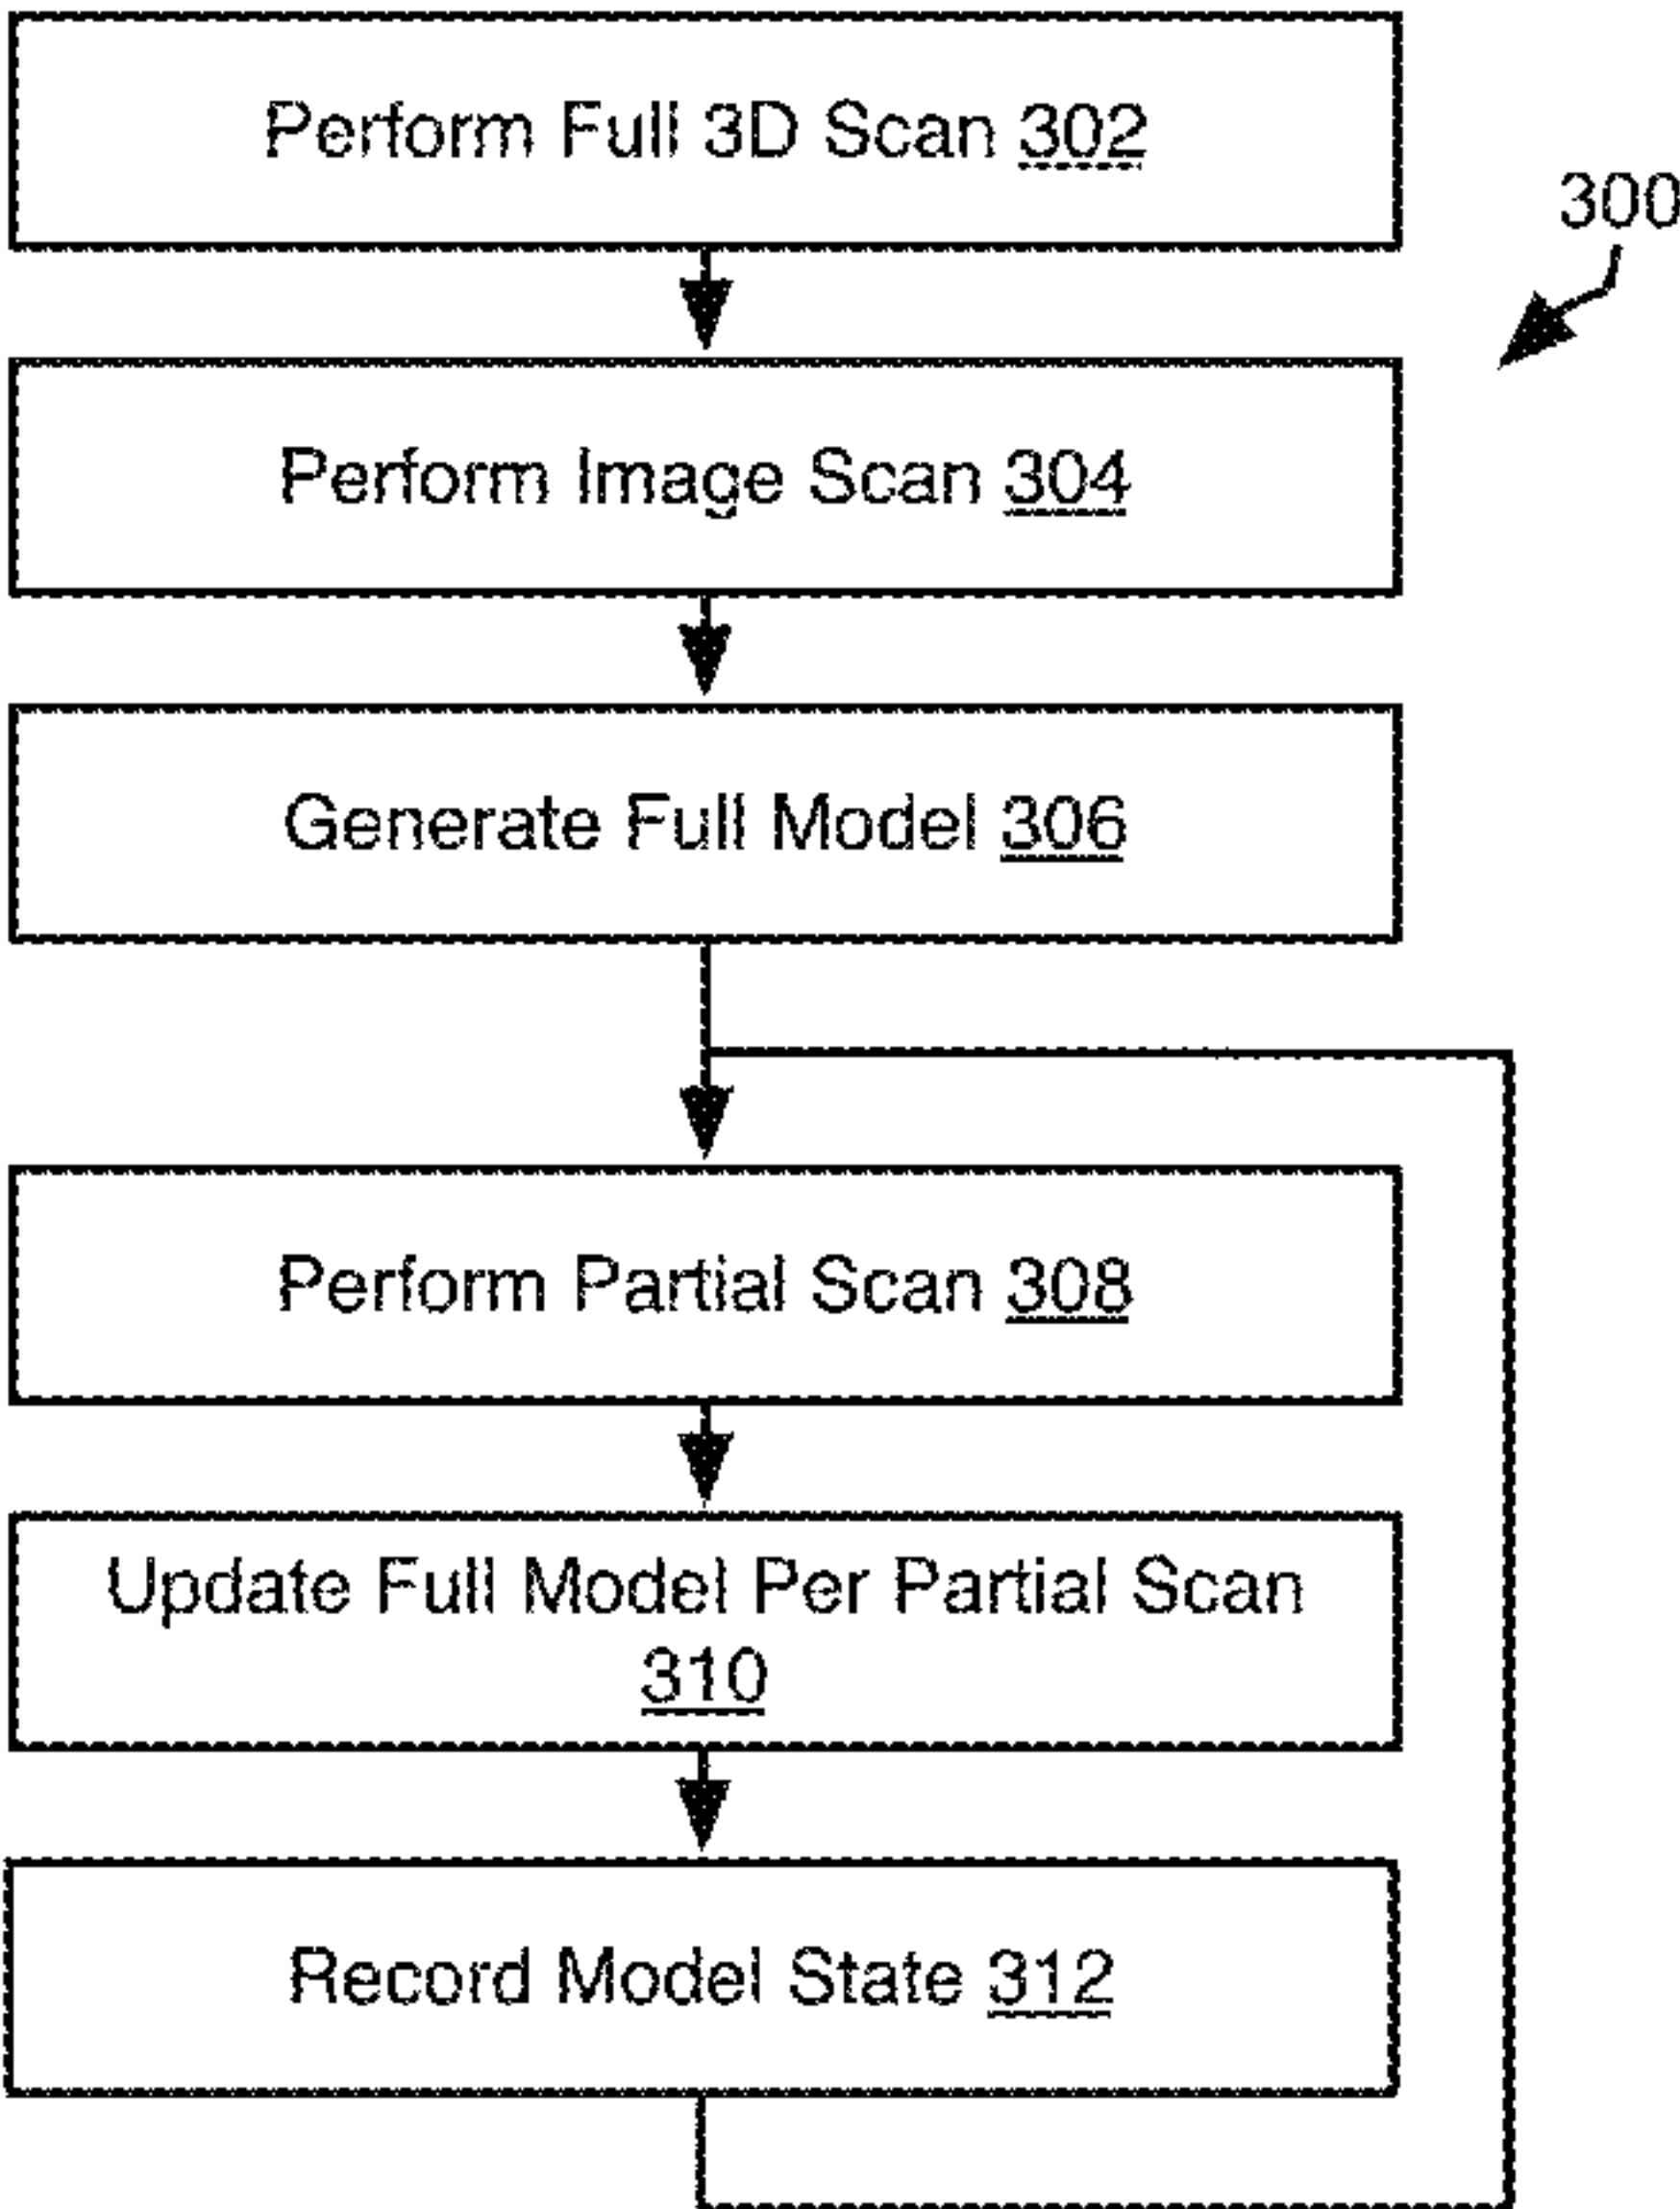 Perform Full 3D Scan 302
300
Perform Image Scan 304
Generate Full Model 306
Perform Partial Scan 308
Update Full Model Per Partial Scan
310
Record Model State 312